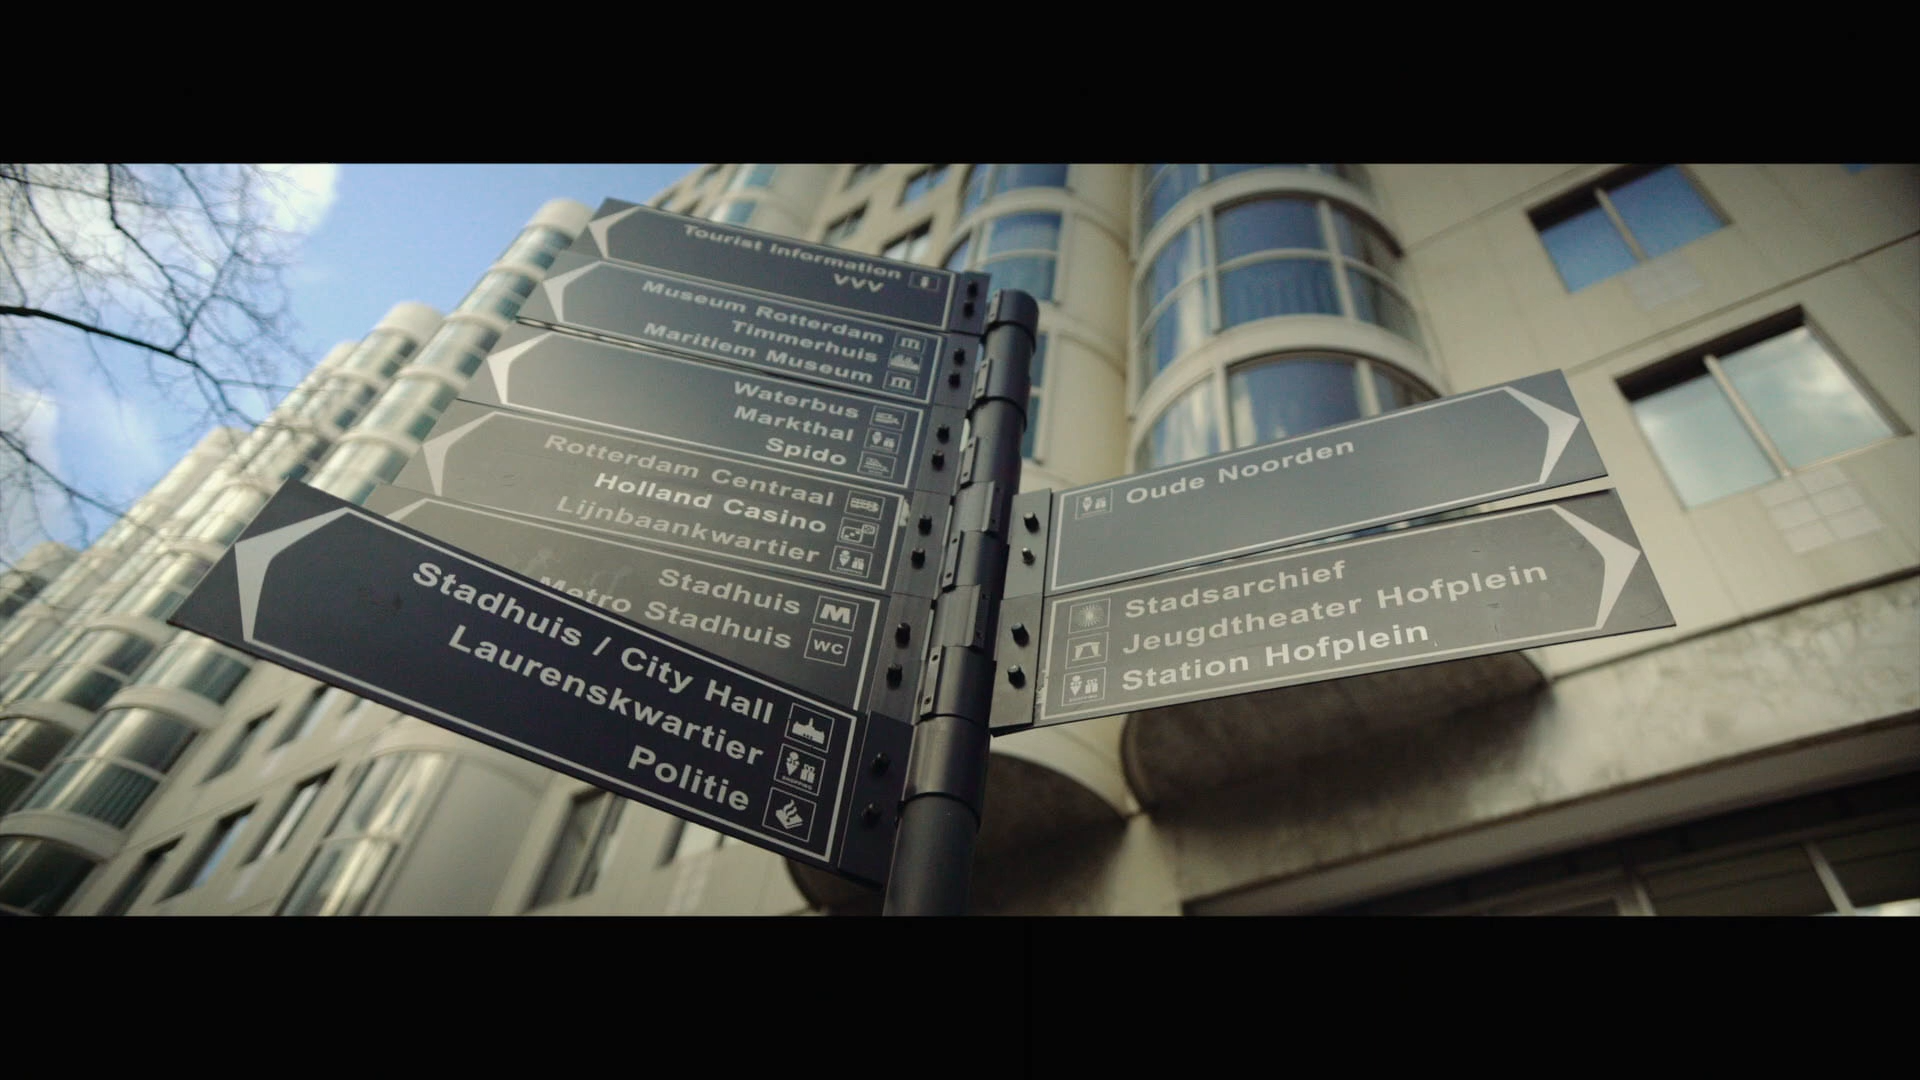 Tourist Information
VVV
Museum Rotterdam
Timmerhuis
Maritiem Museum
Waterbus
Markthal
Spido
Rotterdam Centraal
Holland Casino
Lijnbaankwartier
Stadhuis
Metro Stadhuis
WC
Stadhuis / City Hall
Laurenskwartier
Politie
Oude Noorden
Stadsarchief
Jeugdtheater Hofplein
Station Hofplein